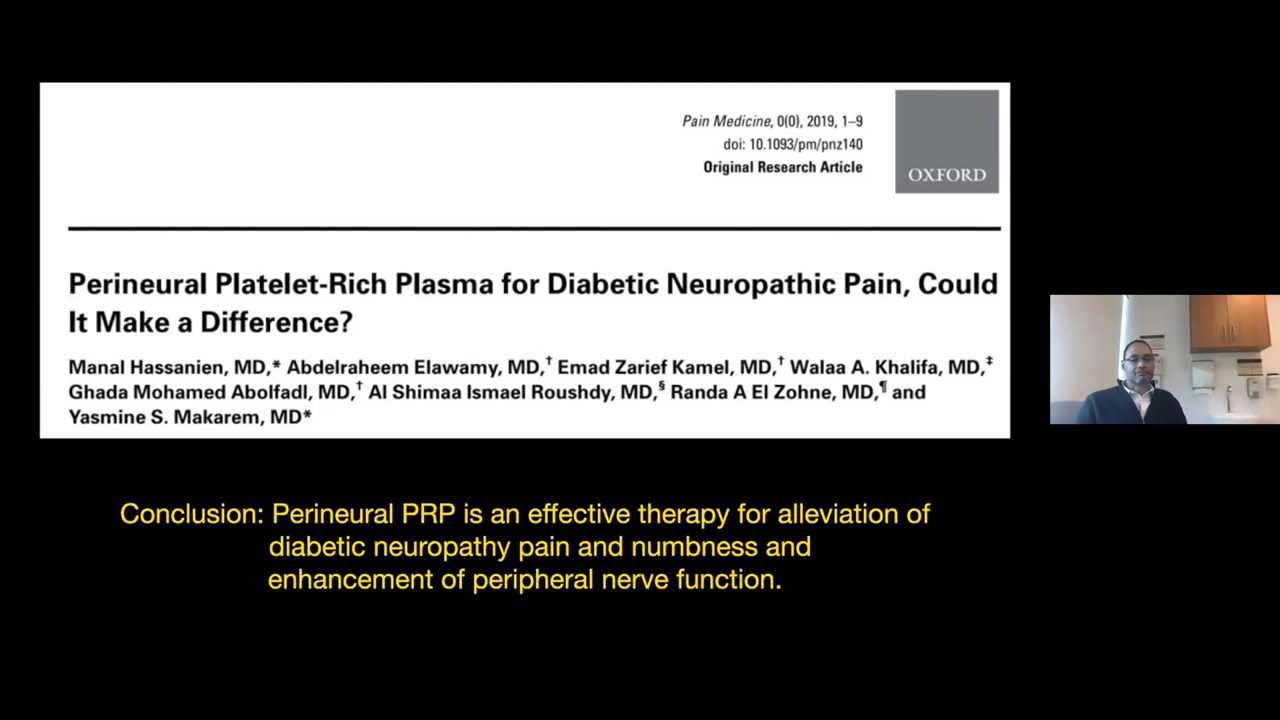 Pain Medicine, 0(0), 2019, 1–9
doi: 10.1093/pm/pnz140
Original Research Article
OXFORD
Perineural Platelet-Rich Plasma for Diabetic Neuropathic Pain, Could
It Make a Difference?
Manal Hassanien, MD,* Abdelraheem Elawamy, MD,† Emad Zarief Kamel, MD,† Walaa A. Khalifa, MD,‡
Ghada Mohamed Abolfadl, MD,† Al Shimaa Ismael Roushdy, MD,§ Randa A El Zohne, MD,¶ and
Yasmine S. Makarem, MD*
Conclusion: Perineural PRP is an effective therapy for alleviation of
diabetic neuropathy pain and numbness and
enhancement of peripheral nerve function.